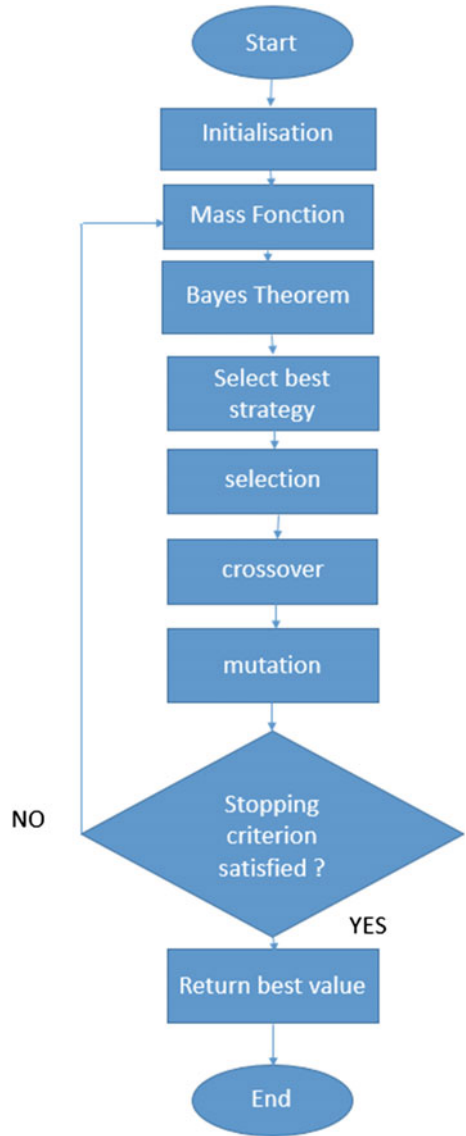 Start
Initialisation
Mass Fonction
Bayes Theorem
Select best
strategy
selection
crossover
mutation
Stopping
criterion
satisfied ?
NO
YES
Return best value
End